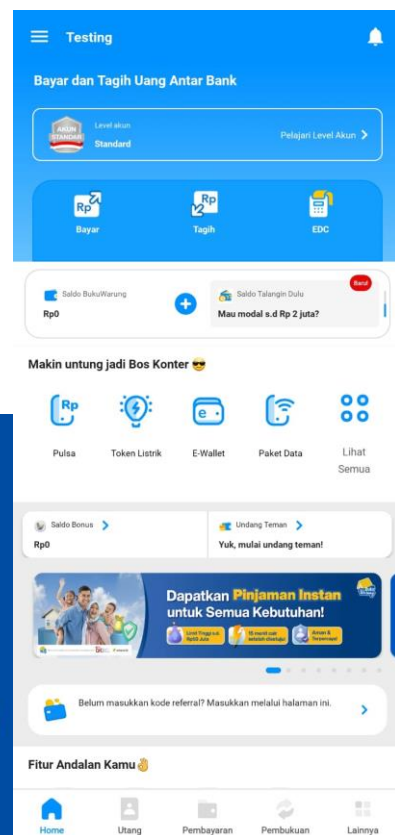 Testing
Bayar dan Tagih Uang Antar Bank
AKUN
STANDAR
Level akun
Standard
Pelajari Level Akun
Rp
Bayar
Rp
Tagih
EDC
Saldo BukuWarung
Rp0
Saldo Talangin Dulu
Mau modal s.d Rp 2 juta?
Baru!
Makin untung jadi Bos Konter 😎
Rp
e
Pulsa
Token Listrik
E-Wallet
Paket Data
Lihat
Semua
Saldo Bonus
Rp0
Undang Teman
Yuk, mulai undang teman!
Dapatkan Pinjaman Instan
untuk Semua Kebutuhan!
Belum masukkan kode referral? Masukkan melalui halaman ini.
Fitur Andalan Kamu👌
Home
Utang
Pembayaran
Pembukuan
Lainnya